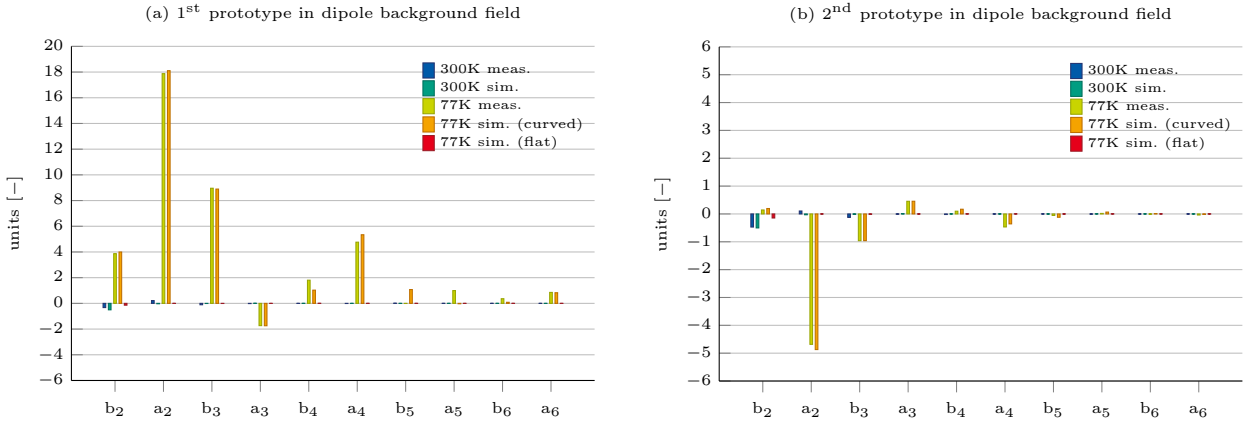 (a) 1st prototype in dipole background field
20
18
16
14
12
10
8
6
4
2
0
−2
−4
−6
units [−]
300K meas.
300K sim.
77K meas.
77K sim. (curved)
77K sim. (flat)
b2 a2 b3 a3 b4 a4 b5 a5 b6 a6
(b) 2nd prototype in dipole background field
6
5
4
3
2
1
0
−1
−2
−3
−4
−5
−6
units [−]
300K meas.
300K sim.
77K meas.
77K sim. (curved)
77K sim. (flat)
b2 a2 b3 a3 b4 a4 b5 a5 b6 a6